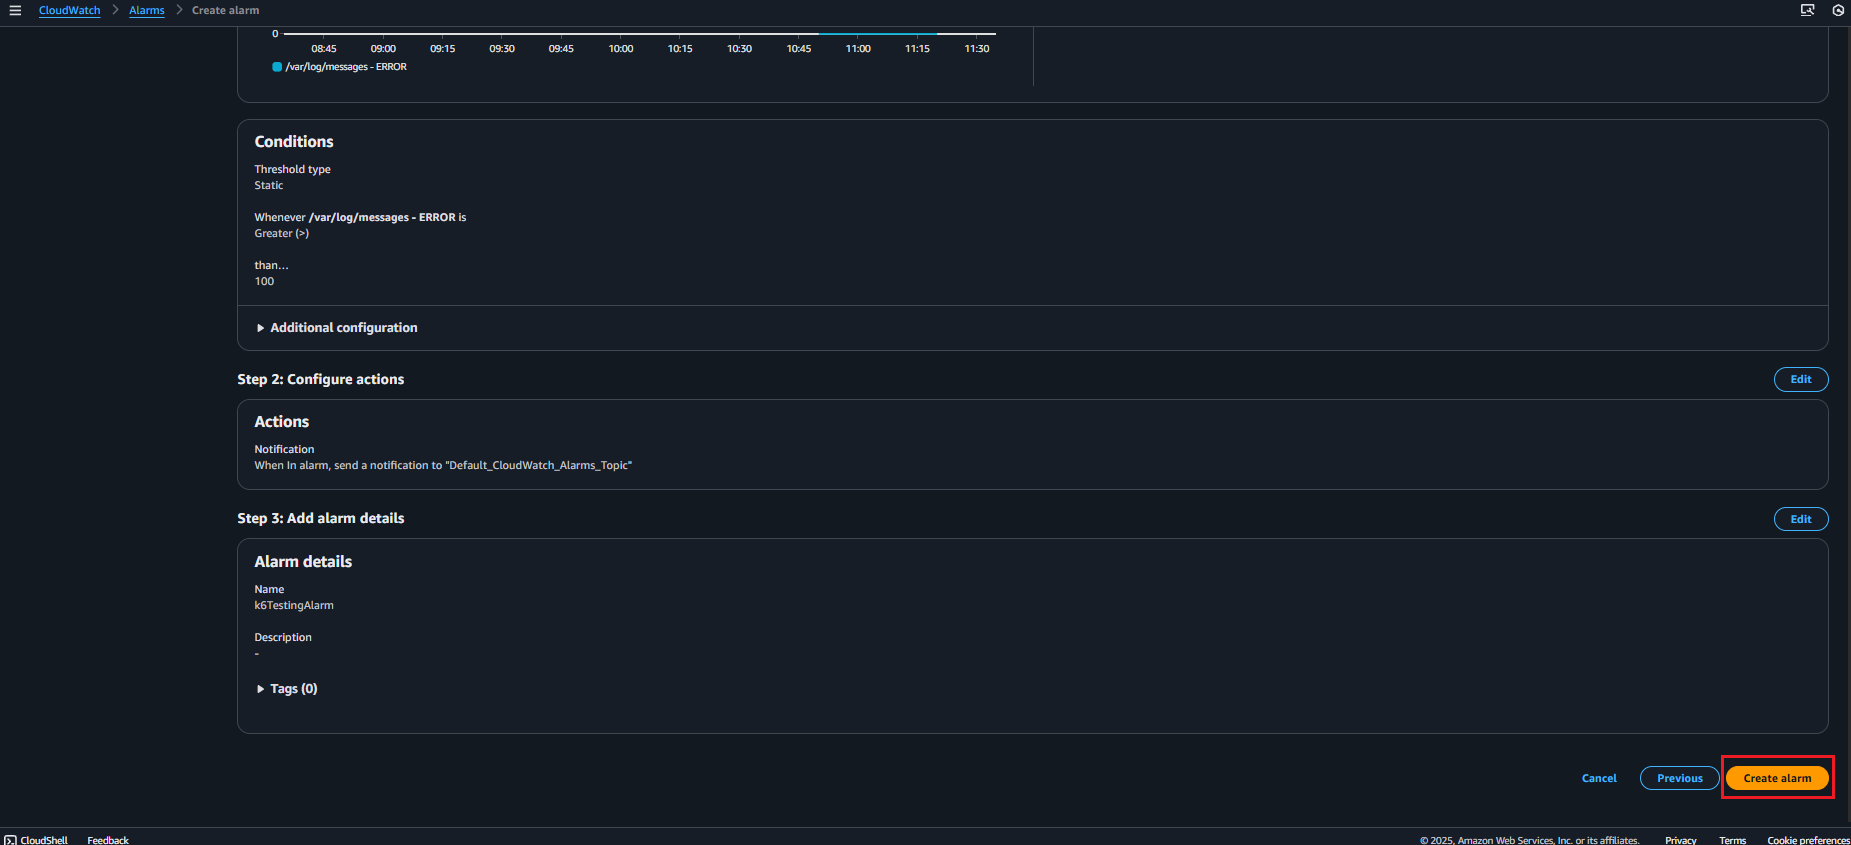 CloudWatch > Alarms > Create alarm
0
08:45 09:00 09:15 09:30 09:45 10:00 10:15 10:30 10:45 11:00 11:15 11:30
/var/log/messages - ERROR
Conditions
Threshold type
Static
Whenever /var/log/messages - ERROR is
Greater (>)
than...
100
Additional configuration
Step 2: Configure actions
Edit
Actions
Notification
When In alarm, send a notification to "Default_CloudWatch_Alarms_Topic"
Step 3: Add alarm details
Edit
Alarm details
Name
k6TestingAlarm
Description
-
Tags (0)
Cancel Previous Create alarm
CloudShell Feedback © 2025, Amazon Web Services, Inc. or its affiliates. Privacy Terms Cookie preferences